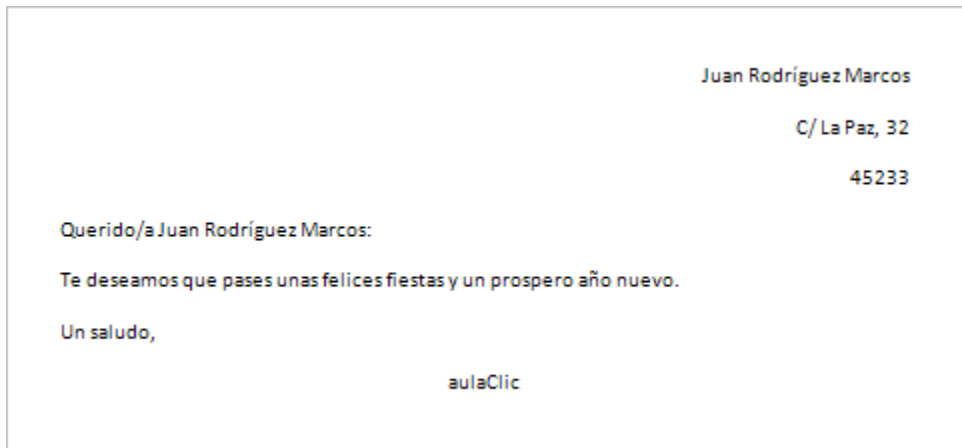 Juan Rodríguez Marcos
C/ La Paz, 32
45233
Querido/a Juan Rodríguez Marcos:
Te deseamos que pases unas felices fiestas y un prospero año nuevo.
Un saludo,
aulaClic